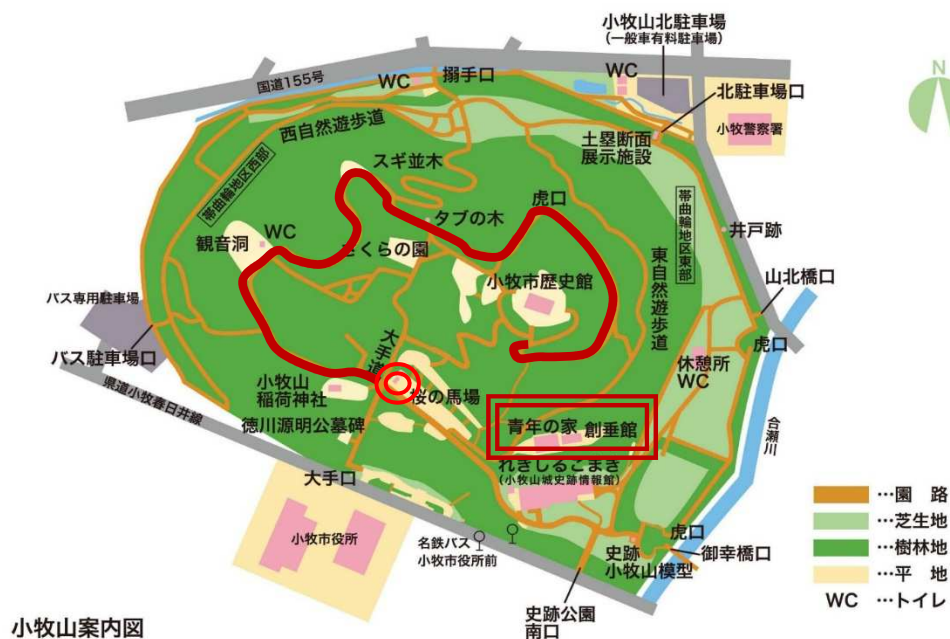 小牧山北駐車場
（一般車有料駐車場）
国道155号
WC
搦手口
WC
北駐車場口
小牧警察署
西自然遊歩道
土塁断面
展示施設
N
スギ並木
帯曲輪地区西部
虎口
タブの木
帯曲輪地区東部
井戸跡
観音洞
WC
さくらの園
東自然遊歩道
小牧市歴史館
山北橋口
バス専用駐車場
バス駐車場口
大手道
虎口
休憩所
WC
小牧山
稲荷神社
桜の馬場
県道小牧春日井線
徳川源明公墓碑
青年の家 創垂館
合瀬川
れきしるこまき
（小牧山城史跡情報館）
大手口
小牧市役所
名鉄バス
小牧市役所前
虎口
史跡
小牧山模型
御幸橋口
史跡公園
南口
…園　路
…芝生地
…樹林地
…平　地
WC …トイレ
小牧山案内図